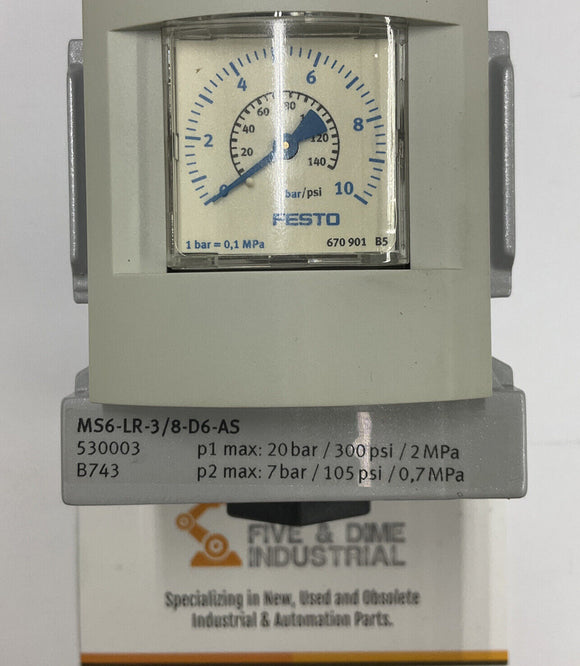 4 6
2 8
0 10
20 40 60 80 120 140
bar/psi
FESTO
1 bar = 0,1 MPa 670 901 B5
MS6-LR-3/8-D6-AS
530003 p1 max: 20 bar / 300 psi / 2 MPa
B743 p2 max: 7 bar / 105 psi / 0,7 MPa
FIVE & DIME
INDUSTRIAL
Specializing in New, Used and Obsolete
Industrial & Automation Parts.